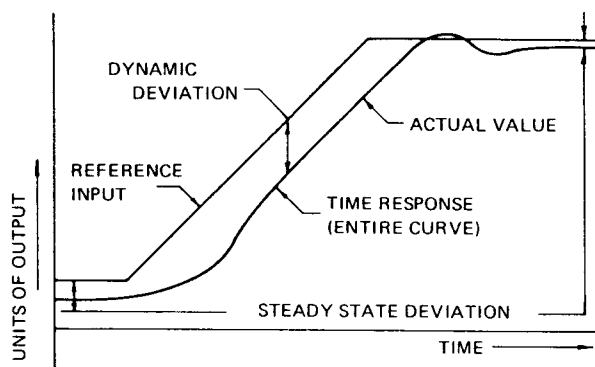 DYNAMIC
DEVIATION
ACTUAL VALUE
REFERENCE
INPUT
TIME RESPONSE
(ENTIRE CURVE)
UNITS OF OUTPUT
STEADY STATE DEVIATION
TIME